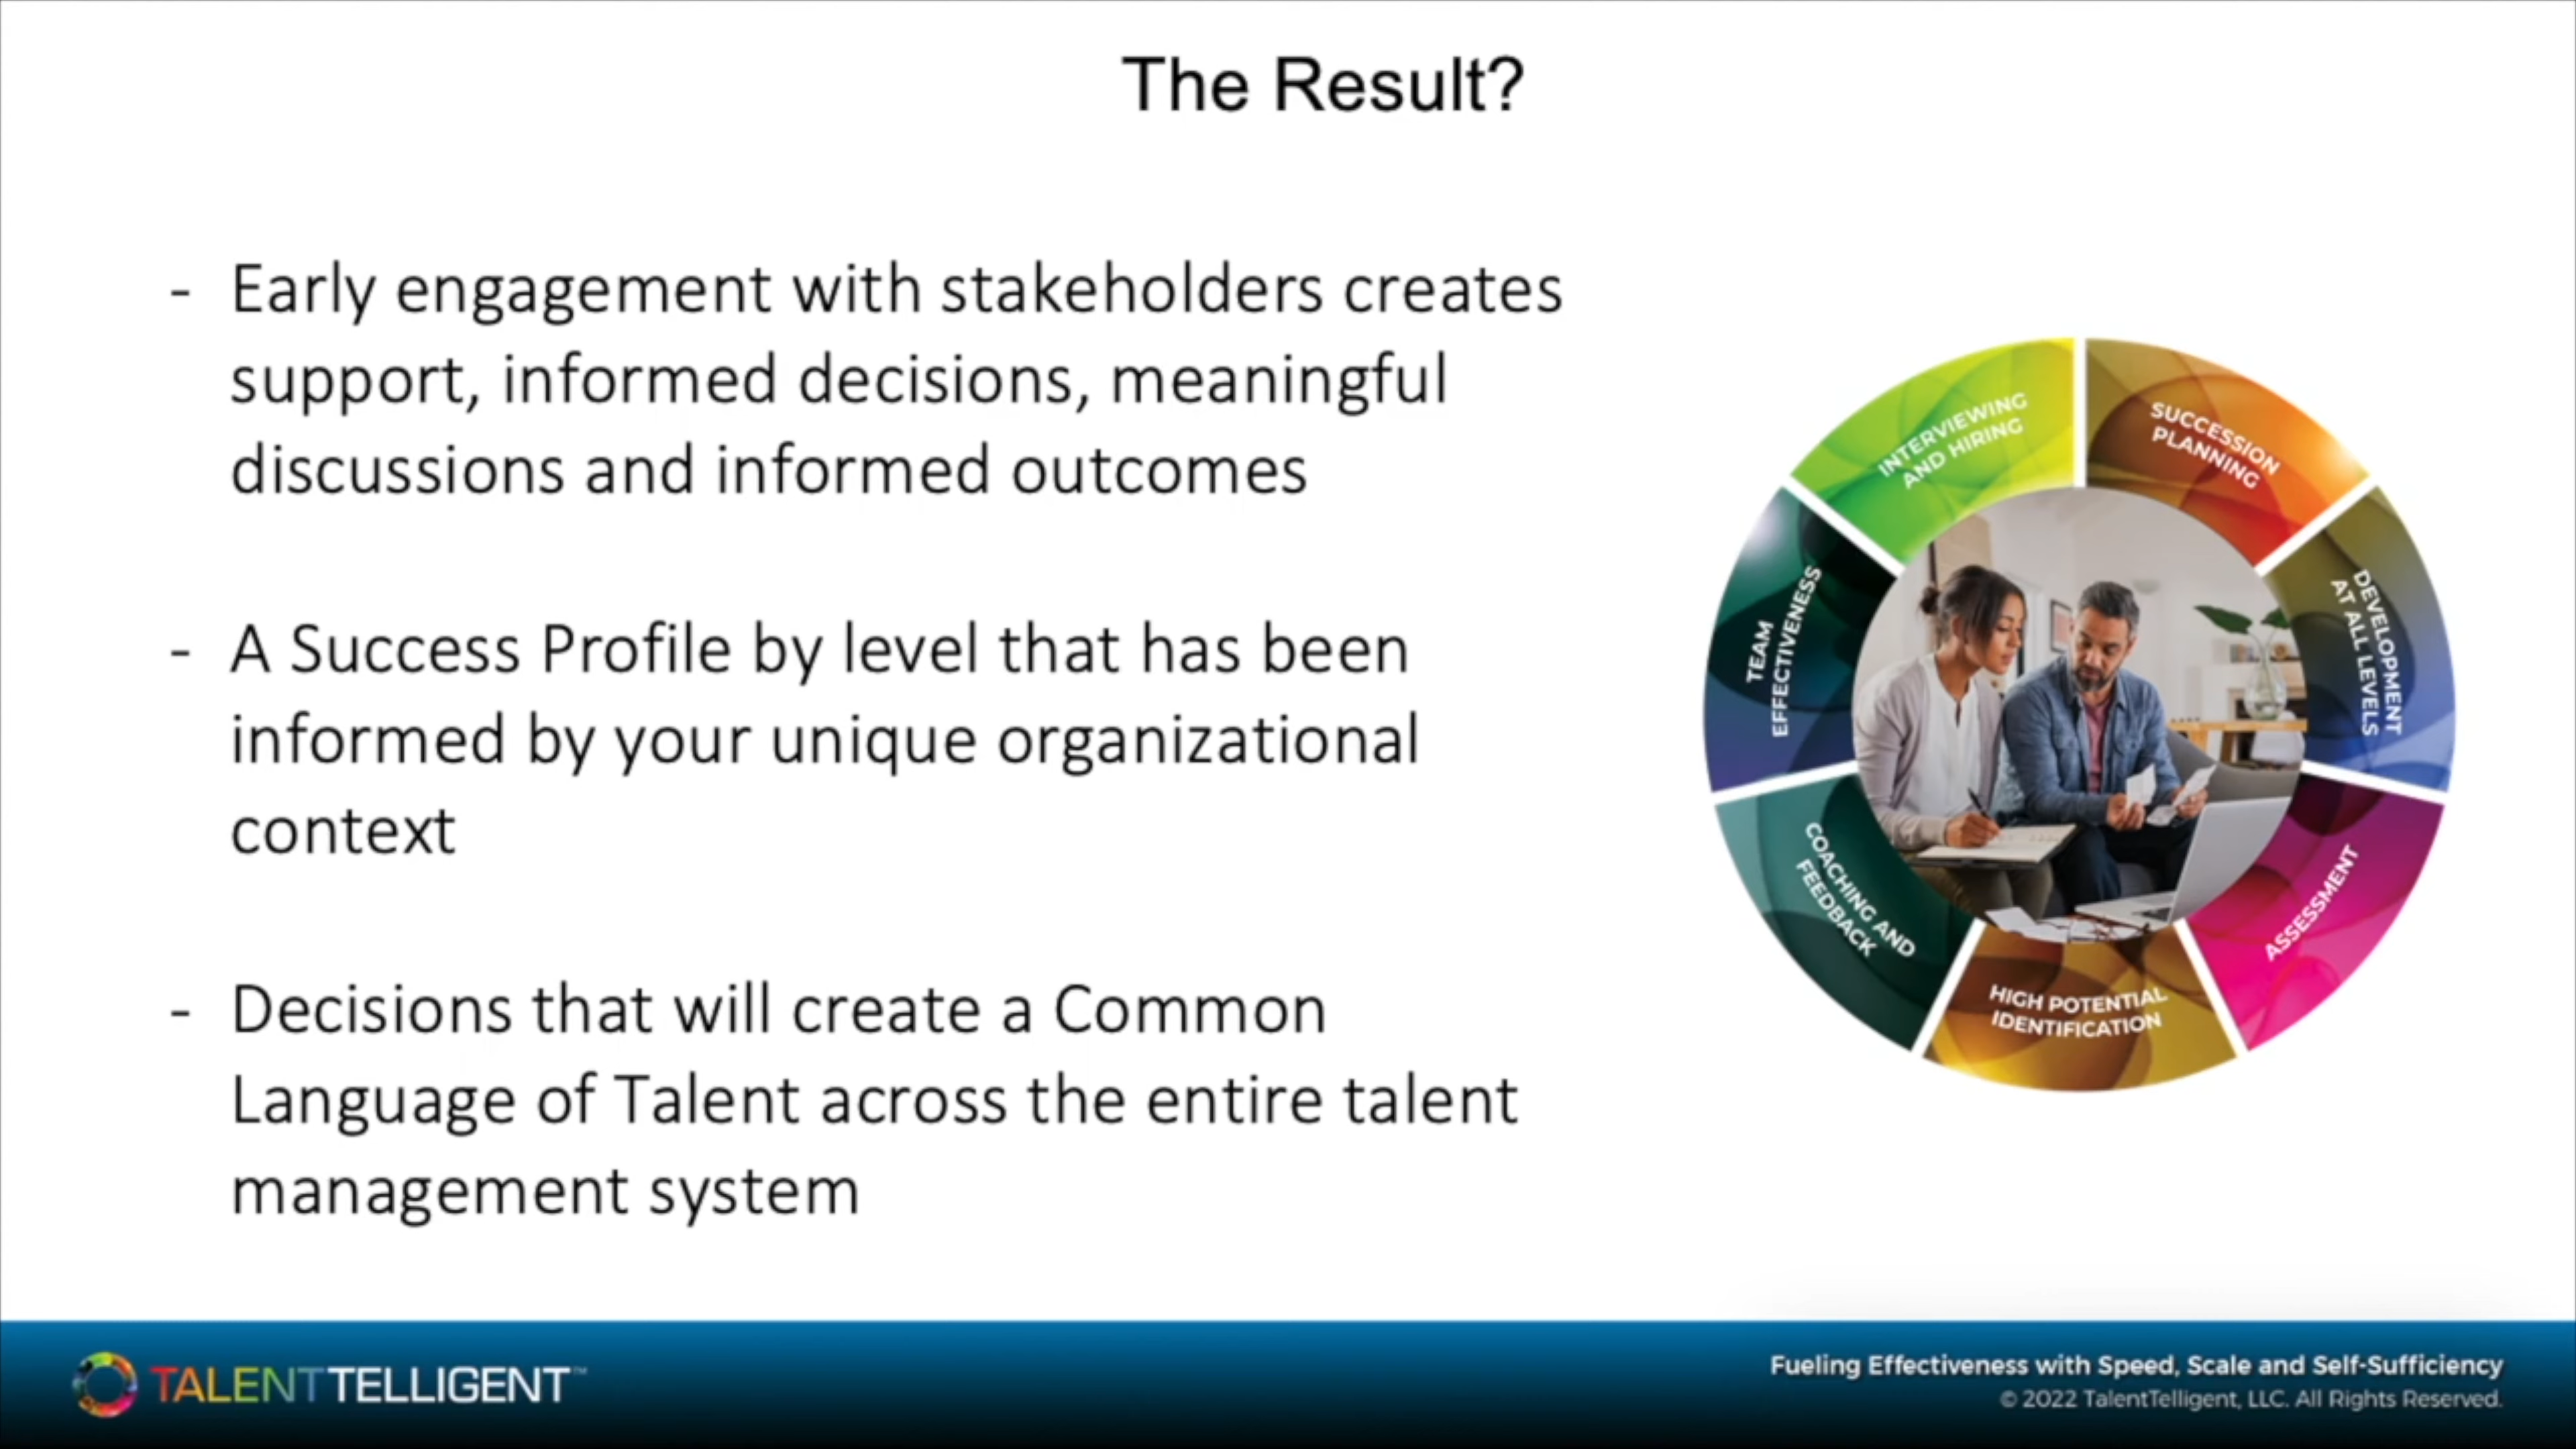 The Result?
- Early engagement with stakeholders creates
support, informed decisions, meaningful
discussions and informed outcomes
- A Success Profile by level that has been
informed by your unique organizational
context
- Decisions that will create a Common
Language of Talent across the entire talent
management system
INTERVIEWING
AND HIRING
SUCCESSION
PLANNING
DEVELOPMENT
AT ALL LEVELS
ASSESSMENT
HIGH POTENTIAL
IDENTIFICATION
COACHING AND
FEEDBACK
TEAM
EFFECTIVENESS
TALENTTELLIGENT™
Fueling Effectiveness with Speed, Scale and Self-Sufficiency
© 2022 TalentTelligent, LLC. All Rights Reserved.